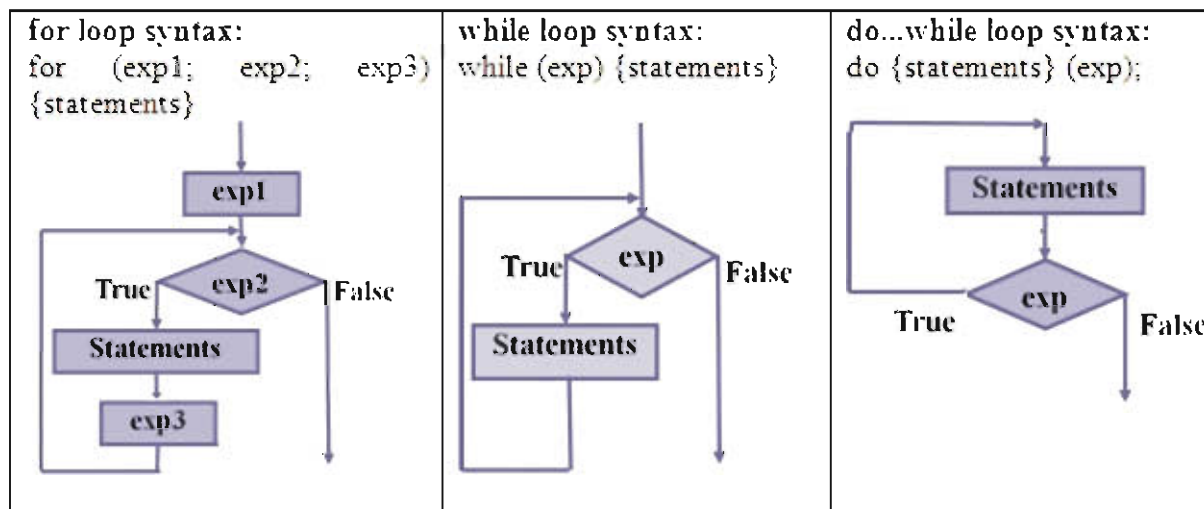 for loop syntax:
for (exp1; exp2; exp3)
{statements}
exp1
exp2
True
False
Statements
exp3
while loop syntax:
while (exp) {statements}
exp
True
False
Statements
do...while loop syntax:
do {statements} (exp);
Statements
exp
True
False